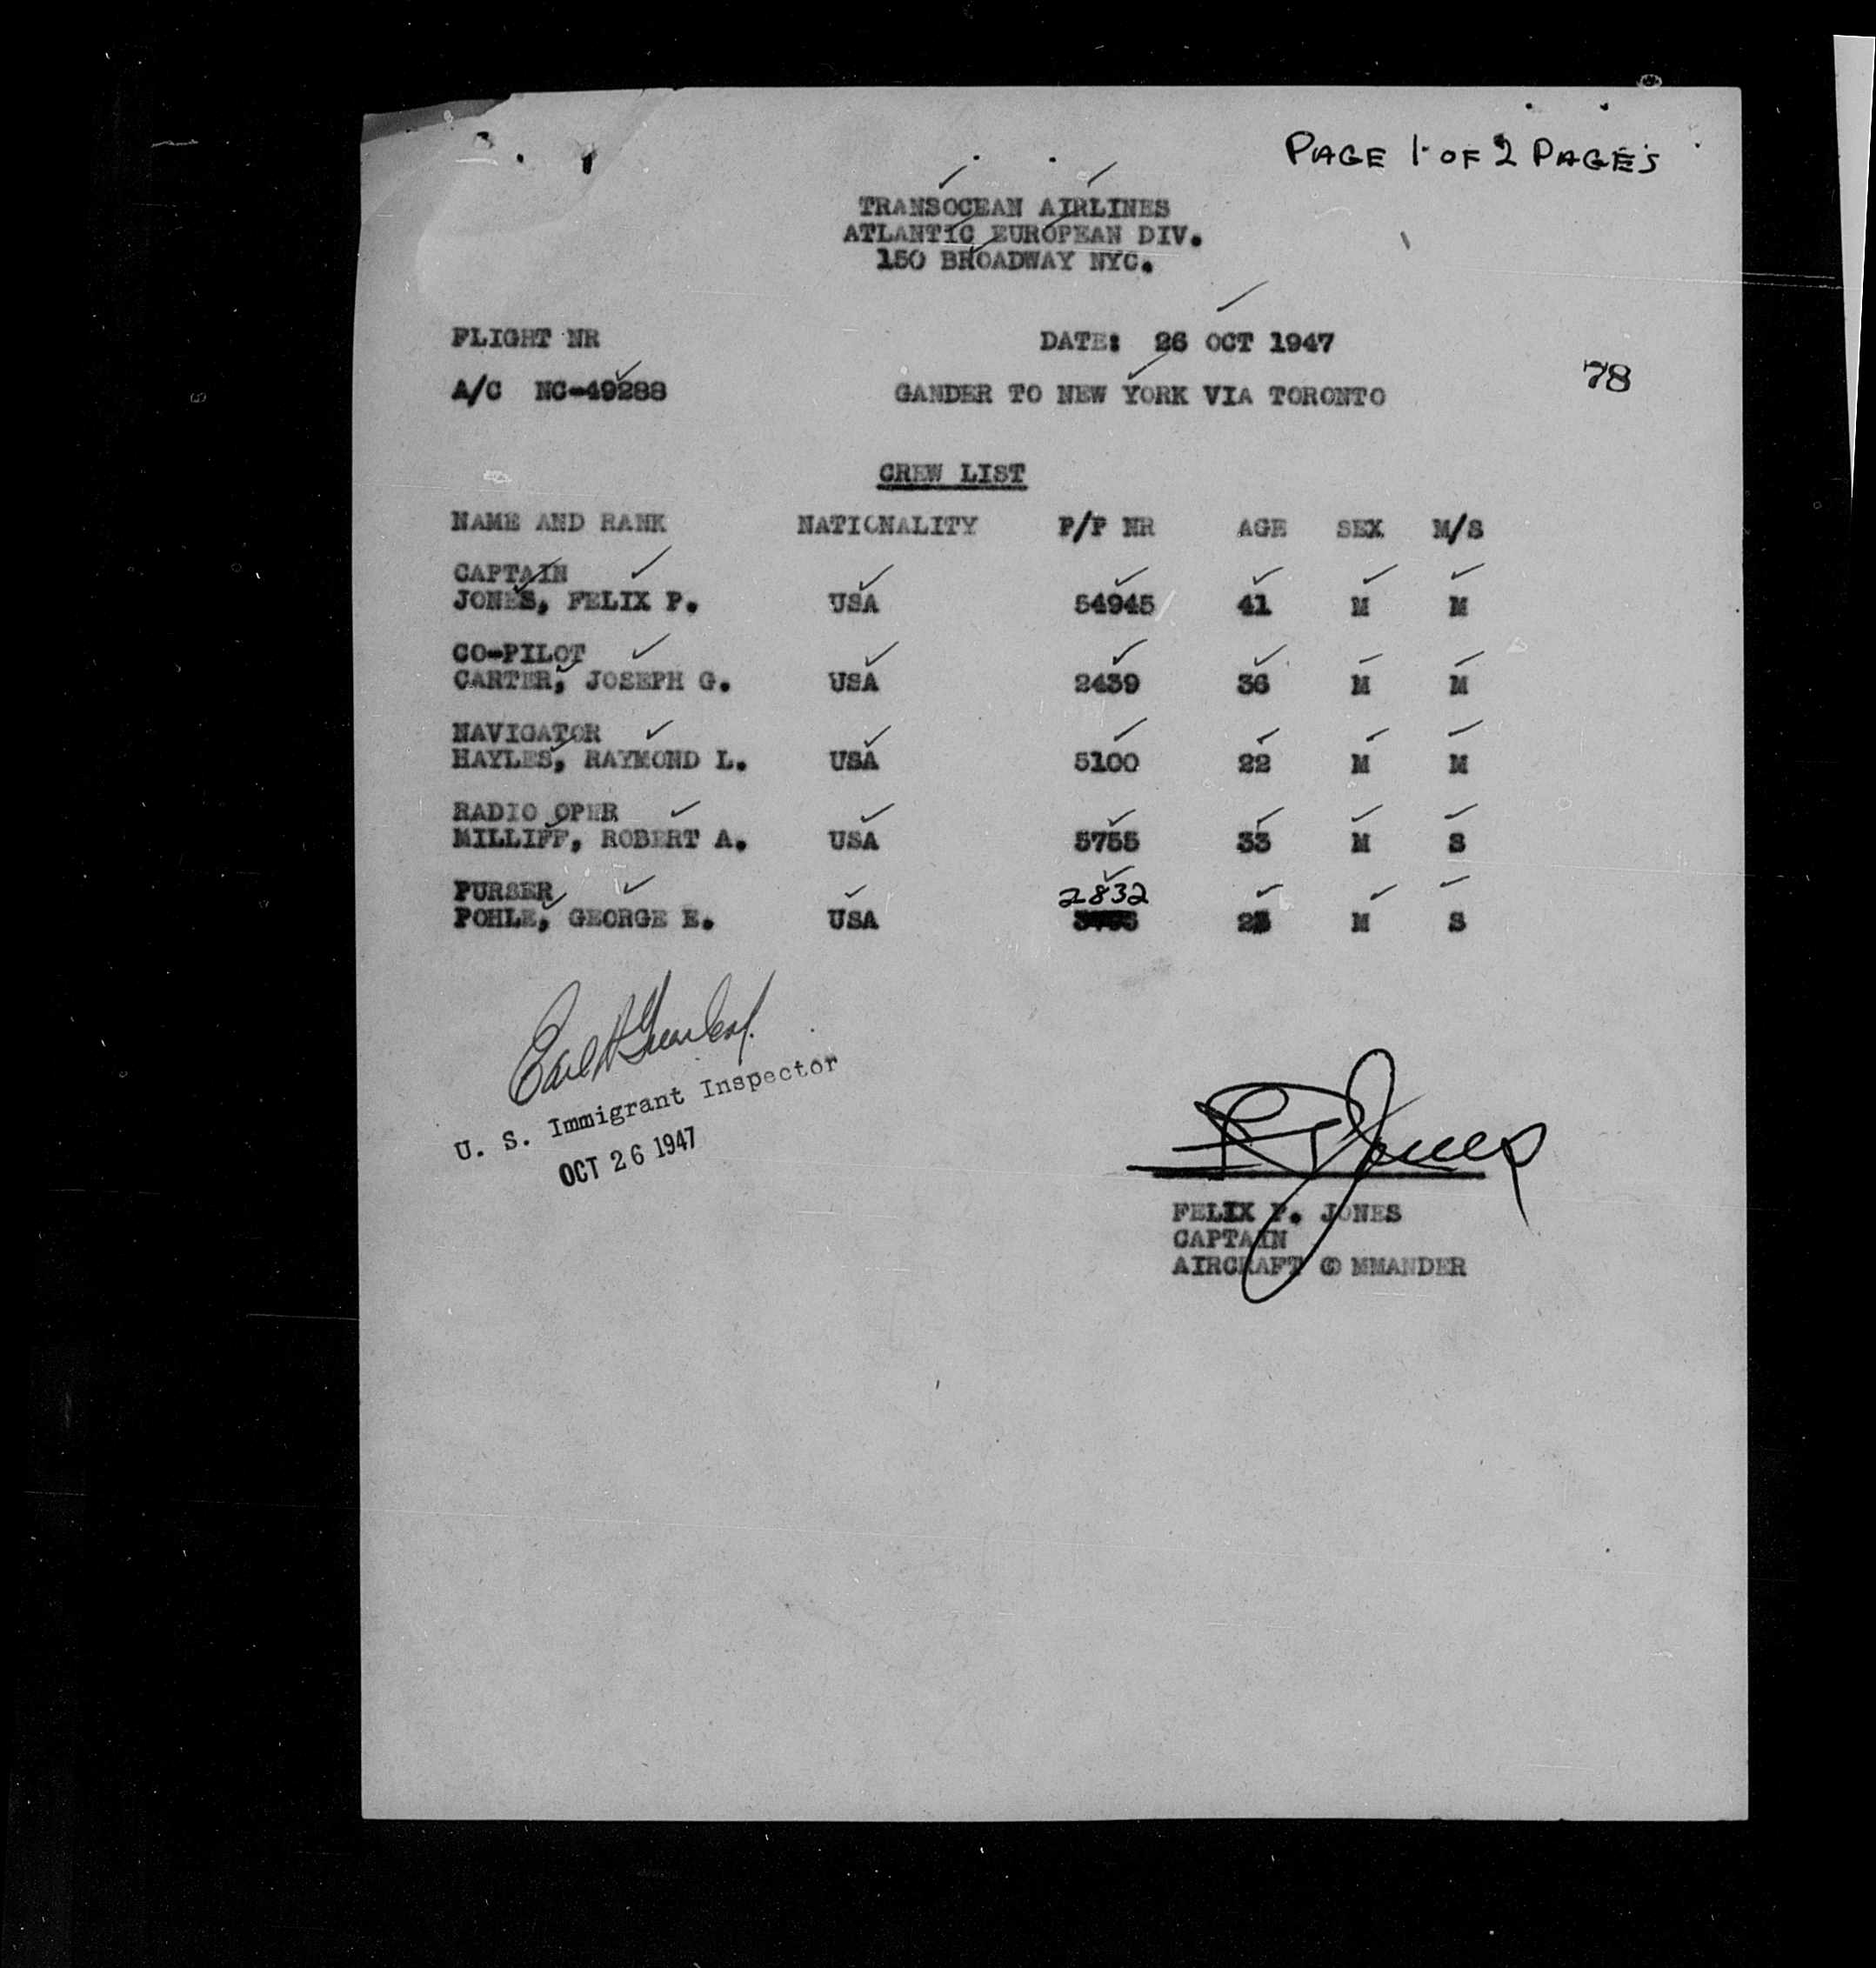 PAGE 1 OF 2 PAGES
TRANSOCEAN AIRLINES
ATLANTIC EUROPEAN DIV.
150 BROADWAY NYC.
FLIGHT NR DATE: 26 OCT 1947
78
A/C NC-49288 GANDER TO NEW YORK VIA TORONTO
CREW LIST
NAME AND RANK NATIONALITY P/P NR AGE SEX M/S
CAPTAIN
JONES, FELIX P. USA 54945 41 M M
CO-PILOT
CARTER, JOSEPH G. USA 2439 36 M M
NAVIGATOR
HAYLES, RAYMOND L. USA 5100 22 M M
RADIO OPER
MILLIFF, ROBERT A. USA 5755 33 M S
PURSER 2832
POHLE, GEORGE E. USA M S
Earl
U. S. Immigrant Inspector
OCT 26 1947
F P Jones
FELIX P. JONES
CAPTAIN
AIRCRAFT COMMANDER